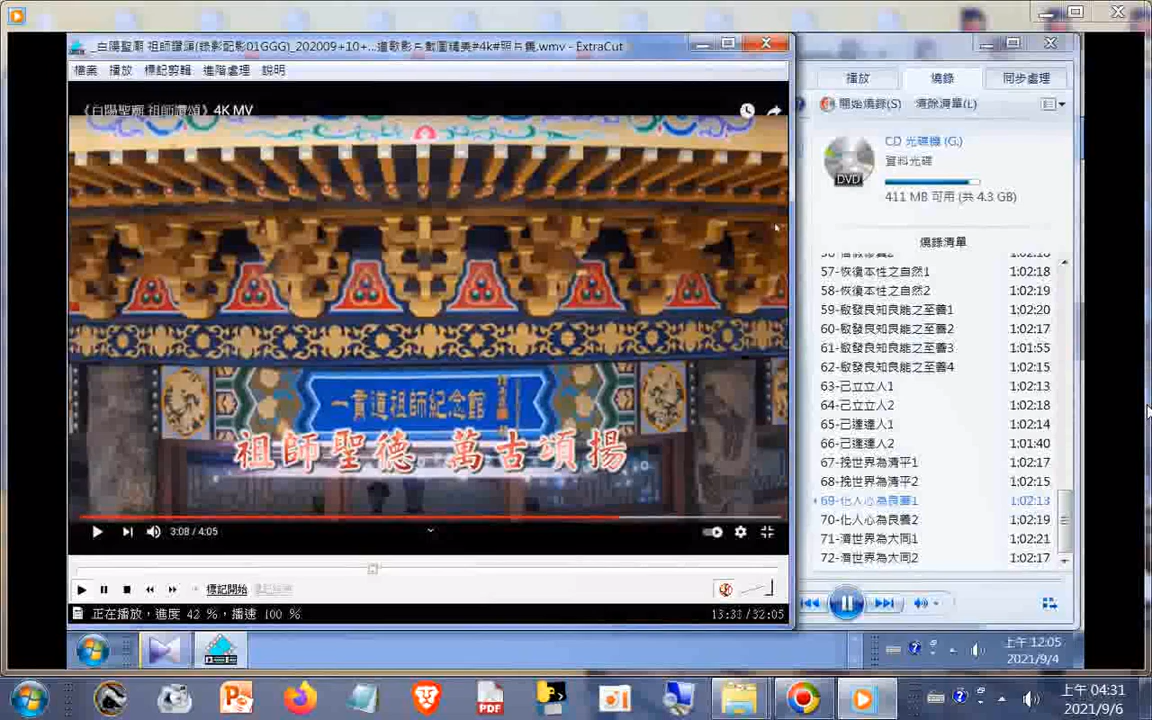 _白陽聖廟 祖師讚頌(錄影配影01GGG)_202009+10+...道歌影片截圖精美#4k#照片集.wmv - ExtraCut
檔案 播放 標記剪輯 進階處理 說明
《白陽聖廟 祖師讚頌》4K MV
一貫道祖師紀念館
祖師聖德 萬古頌揚
3:08 / 4:05
標記開始 標記結束
正在播放，進度 42 %，播速 100 %
13:33 / 32:05
播放 燒錄 同步處理
開始燒錄(S) 清除清單(L)
CD 光碟機 (G:)
資料光碟
DVD
411 MB 可用 (共 4.3 GB)
燒錄清單
57-恢復本性之自然1 1:02:18
58-恢復本性之自然2 1:02:19
59-啟發良知良能之至善1 1:02:20
60-啟發良知良能之至善2 1:02:17
61-啟發良知良能之至善3 1:01:55
62-啟發良知良能之至善4 1:02:15
63-己立立人1 1:02:13
64-己立立人2 1:02:18
65-己達達人1 1:02:14
66-己達達人2 1:01:40
67-挽世界為清平1 1:02:17
68-挽世界為清平2 1:02:15
69-化人心為良善1 1:02:13
70-化人心為良善2 1:02:19
71-濟世界為大同1 1:02:21
72-濟世界為大同2 1:02:17
上午 12:05
2021/9/4
PDF
上午 04:31
2021/9/6